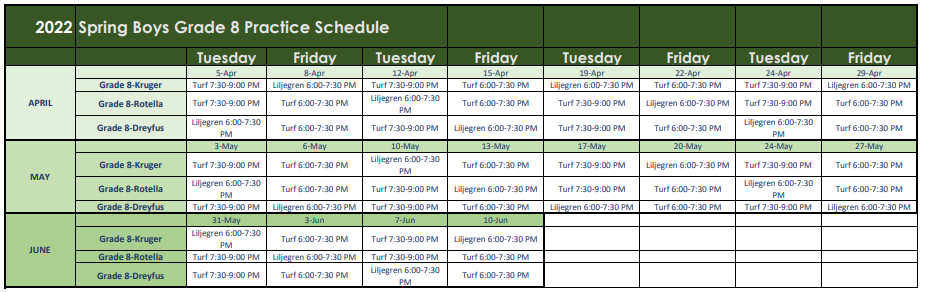 2022 Spring Boys Grade 8 Practice Schedule
Tuesday Friday Tuesday Friday Tuesday Friday Tuesday Friday
APRIL
5-Apr 8-Apr 12-Apr 15-Apr 19-Apr 22-Apr 24-Apr 29-Apr
Grade 8-Kruger Turf 7:30-9:00 PM Liljegren 6:00-7:30 PM Turf 7:30-9:00 PM Turf 6:00-7:30 PM Liljegren 6:00-7:30 PM Turf 6:00-7:30 PM Turf 7:30-9:00 PM Liljegren 6:00-7:30 PM
Grade 8-Rotella Turf 7:30-9:00 PM Turf 6:00-7:30 PM Liljegren 6:00-7:30 PM Turf 6:00-7:30 PM Turf 7:30-9:00 PM Liljegren 6:00-7:30 PM Turf 7:30-9:00 PM Turf 6:00-7:30 PM
Grade 8-Dreyfus Liljegren 6:00-7:30 PM Turf 6:00-7:30 PM Turf 7:30-9:00 PM Liljegren 6:00-7:30 PM Turf 7:30-9:00 PM Turf 6:00-7:30 PM Liljegren 6:00-7:30 PM Turf 6:00-7:30 PM
MAY
3-May 6-May 10-May 13-May 17-May 20-May 24-May 27-May
Grade 8-Kruger Turf 7:30-9:00 PM Turf 6:00-7:30 PM Liljegren 6:00-7:30 PM Turf 6:00-7:30 PM Turf 7:30-9:00 PM Liljegren 6:00-7:30 PM Turf 7:30-9:00 PM Turf 6:00-7:30 PM
Grade 8-Rotella Liljegren 6:00-7:30 PM Turf 6:00-7:30 PM Turf 7:30-9:00 PM Liljegren 6:00-7:30 PM Turf 7:30-9:00 PM Turf 6:00-7:30 PM Liljegren 6:00-7:30 PM Turf 6:00-7:30 PM
Grade 8-Dreyfus Turf 7:30-9:00 PM Liljegren 6:00-7:30 PM Turf 7:30-9:00 PM Turf 6:00-7:30 PM Liljegren 6:00-7:30 PM Turf 6:00-7:30 PM Turf 7:30-9:00 PM Liljegren 6:00-7:30 PM
JUNE
31-May 3-Jun 7-Jun 10-Jun
Grade 8-Kruger Liljegren 6:00-7:30 PM Turf 6:00-7:30 PM Turf 7:30-9:00 PM Liljegren 6:00-7:30 PM
Grade 8-Rotella Turf 7:30-9:00 PM Liljegren 6:00-7:30 PM Turf 7:30-9:00 PM Turf 6:00-7:30 PM
Grade 8-Dreyfus Turf 7:30-9:00 PM Turf 6:00-7:30 PM Liljegren 6:00-7:30 PM Turf 6:00-7:30 PM